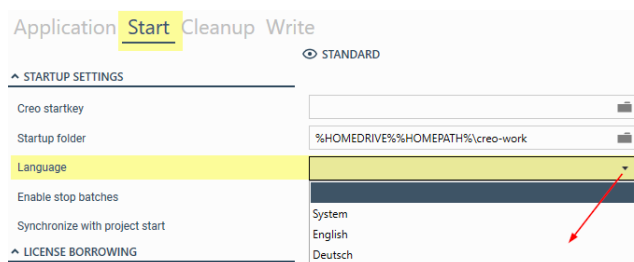 Application Start Cleanup Write
STANDARD
STARTUP SETTINGS
Creo startkey
Startup folder %HOMEDRIVE%%HOMEPATH%\creo-work
Language
Enable stop batches
System
Synchronize with project start
English
LICENSE BORROWING
Deutsch